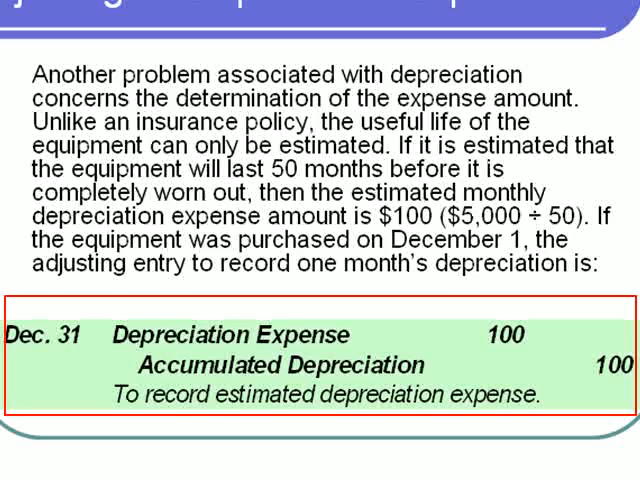 Another problem associated with depreciation
concerns the determination of the expense amount.
Unlike an insurance policy, the useful life of the
equipment can only be estimated. If it is estimated that
the equipment will last 50 months before it is
completely worn out, then the estimated monthly
depreciation expense amount is $100 ($5,000 ÷ 50). If
the equipment was purchased on December 1, the
adjusting entry to record one month’s depreciation is:
Dec. 31 Depreciation Expense 100
Accumulated Depreciation 100
To record estimated depreciation expense.